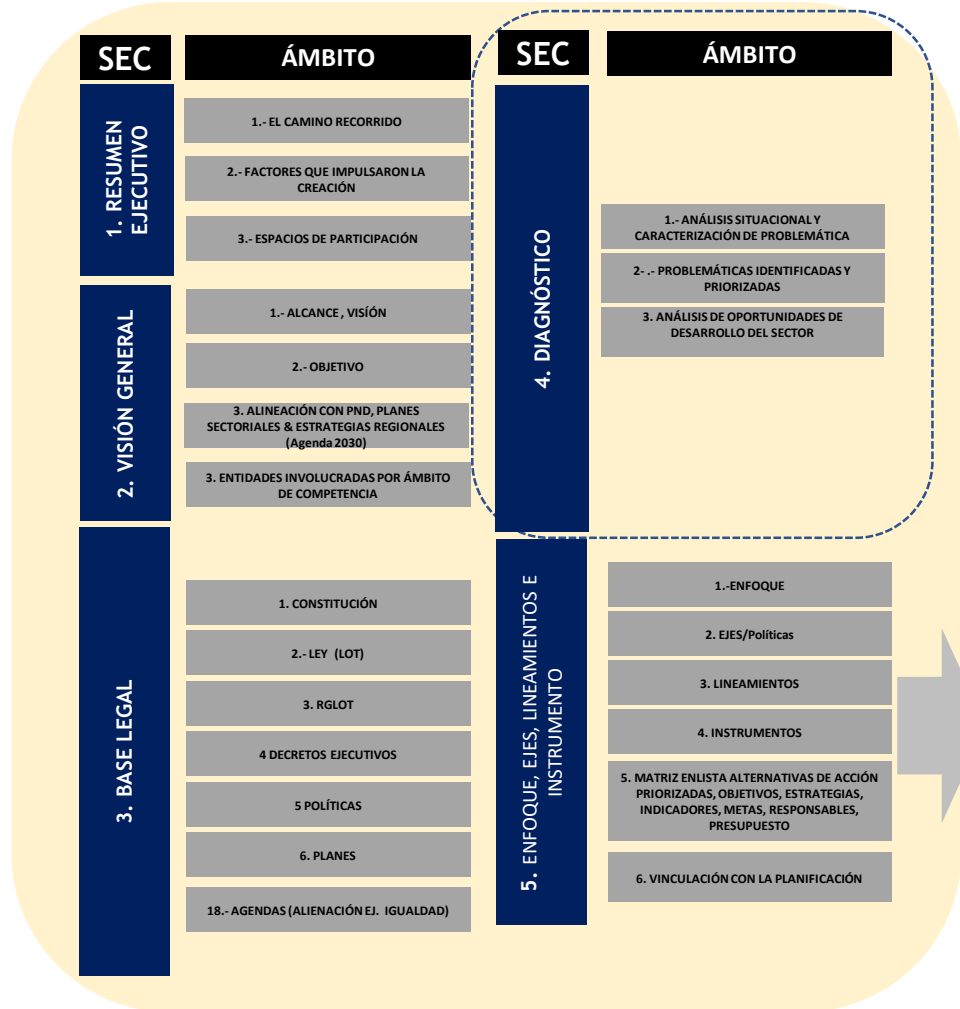 SEC
ÁMBITO
1. RESUMEN
EJECUTIVO
1.- EL CAMINO RECORRIDO
2.- FACTORES QUE IMPULSARON LA
CREACIÓN
3.- ESPACIOS DE PARTICIPACIÓN
2. VISIÓN GENERAL
1.- ALCANCE , VISÍÓN
2.- OBJETIVO
3. ALINEACIÓN CON PND, PLANES
SECTORIALES & ESTRATEGIAS REGIONALES
(Agenda 2030)
3. ENTIDADES INVOLUCRADAS POR ÁMBITO
DE COMPETENCIA
3. BASE LEGAL
1. CONSTITUCIÓN
2.- LEY (LOT)
3. RGLOT
4 DECRETOS EJECUTIVOS
5 POLÍTICAS
6. PLANES
18.- AGENDAS (ALIENACIÓN EJ. IGUALDAD)
SEC
ÁMBITO
4. DIAGNÓSTICO
1.- ANÁLISIS SITUACIONAL Y
CARACTERIZACIÓN DE PROBLEMÁTICA
2- .- PROBLEMÁTICAS IDENTIFICADAS Y
PRIORIZADAS
3. ANÁLISIS DE OPORTUNIDADES DE
DESARROLLO DEL SECTOR
5. ENFOQUE, EJES, LINEAMIENTOS E
INSTRUMENTO
1.-ENFOQUE
2. EJES/Políticas
3. LINEAMIENTOS
4. INSTRUMENTOS
5. MATRIZ ENLISTA ALTERNATIVAS DE ACCIÓN
PRIORIZADAS, OBJETIVOS, ESTRATEGIAS,
INDICADORES, METAS, RESPONSABLES,
PRESUPUESTO
6. VINCULACIÓN CON LA PLANIFICACIÓN